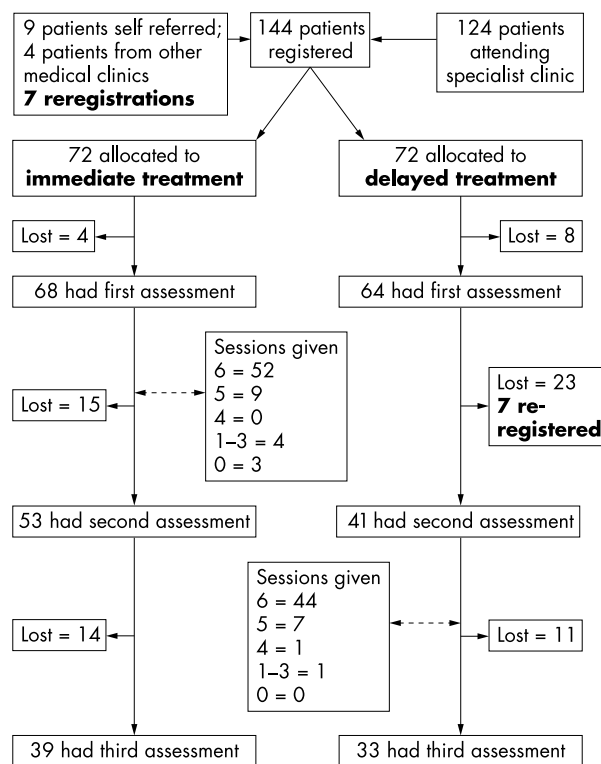 9 patients self referred;
4 patients from other
medical clinics
7 reregistrations
144 patients
registered
124 patients
attending
specialist clinic
72 allocated to
immediate treatment
72 allocated to
delayed treatment
Lost = 4
Lost = 8
68 had first assessment
64 had first assessment
Sessions given
6 = 52
5 = 9
4 = 0
1–3 = 4
0 = 3
Lost = 15
Lost = 23
7 re-
registered
53 had second assessment
41 had second assessment
Sessions given
6 = 44
5 = 7
4 = 1
1–3 = 1
0 = 0
Lost = 14
Lost = 11
39 had third assessment
33 had third assessment